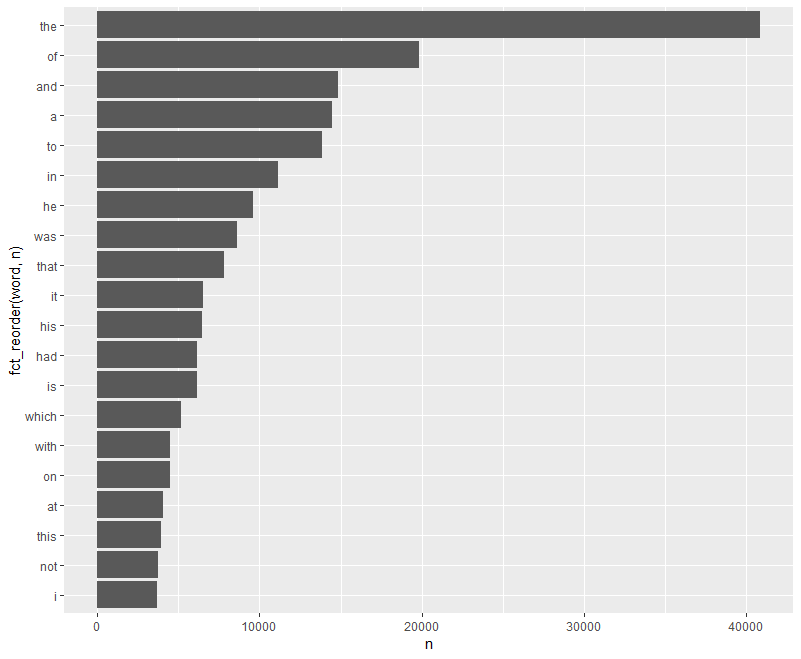 the
of
and
a
to
in
he
was
that
it
his
had
is
which
with
on
at
this
not
i
fct_reorder(word, n)
0 10000 20000 30000 40000
n